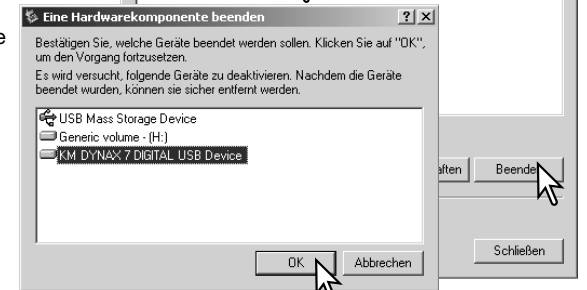 Eine Hardwarekomponente beenden
Bestätigen Sie, welche Geräte beendet werden sollen. Klicken Sie auf "OK",
um den Vorgang fortzusetzen.
Es wird versucht, folgende Geräte zu deaktivieren. Nachdem die Geräte
beendet wurden, können sie sicher entfernt werden.
USB Mass Storage Device
Generic volume - (H:)
KM DYNAX 7 DIGITAL USB Device
aften Beende
OK Abbrechen
Schließen